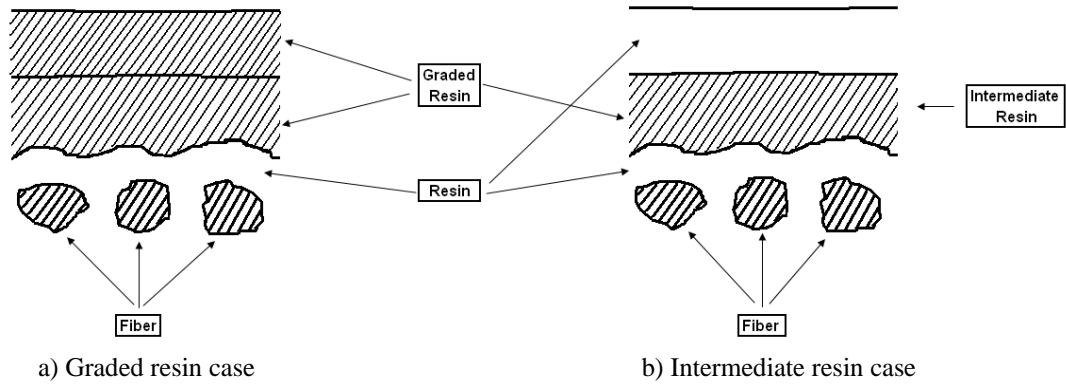 Graded
Resin
Intermediate
Resin
Resin
Fiber
Fiber
a) Graded resin case
b) Intermediate resin case